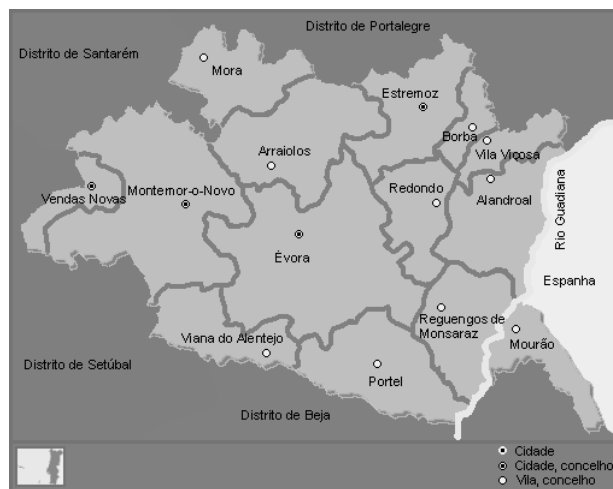 Distrito de Portalegre
Distrito de Santarém
Mora
Estremoz
Borba
Arraiolos
Vila Viçosa
Alandroal
Redondo
Vendas Novas
Montemor-o-Novo
Rio Guadiana
Évora
Espanha
Reguengos de
Monsaraz
Mourão
Viana do Alentejo
Distrito de Setúbal
Portel
Distrito de Beja
Cidade
Cidade, concelho
Vila, concelho